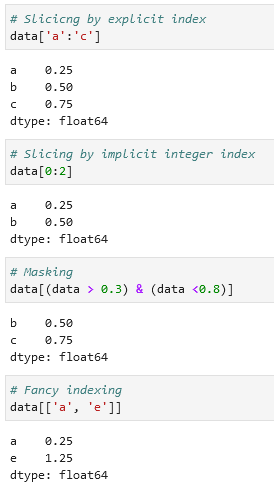 # Slicicng by explicit index
data['a':'c']
a    0.25
b    0.50
c    0.75
dtype: float64
# Slicing by implicit integer index
data[0:2]
a    0.25
b    0.50
dtype: float64
# Masking
data[(data > 0.3) & (data <0.8)]
b    0.50
c    0.75
dtype: float64
# Fancy indexing
data[['a', 'e']]
a    0.25
e    1.25
dtype: float64